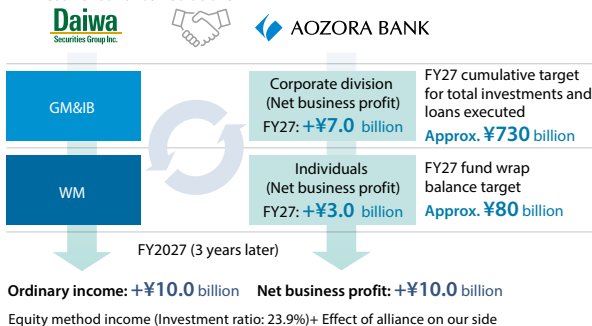 Daiwa
Securities Group Inc.
AOZORA BANK
GM&IB
Corporate division
(Net business profit)
FY27: +¥7.0 billion
FY27 cumulative target
for total investments and
loans executed
Approx. ¥730 billion
WM
Individuals
(Net business profit)
FY27: +¥3.0 billion
FY27 fund wrap
balance target
Approx. ¥80 billion
FY2027 (3 years later)
Ordinary income: +¥10.0 billion Net business profit: +¥10.0 billion
Equity method income (Investment ratio: 23.9%)+ Effect of alliance on our side